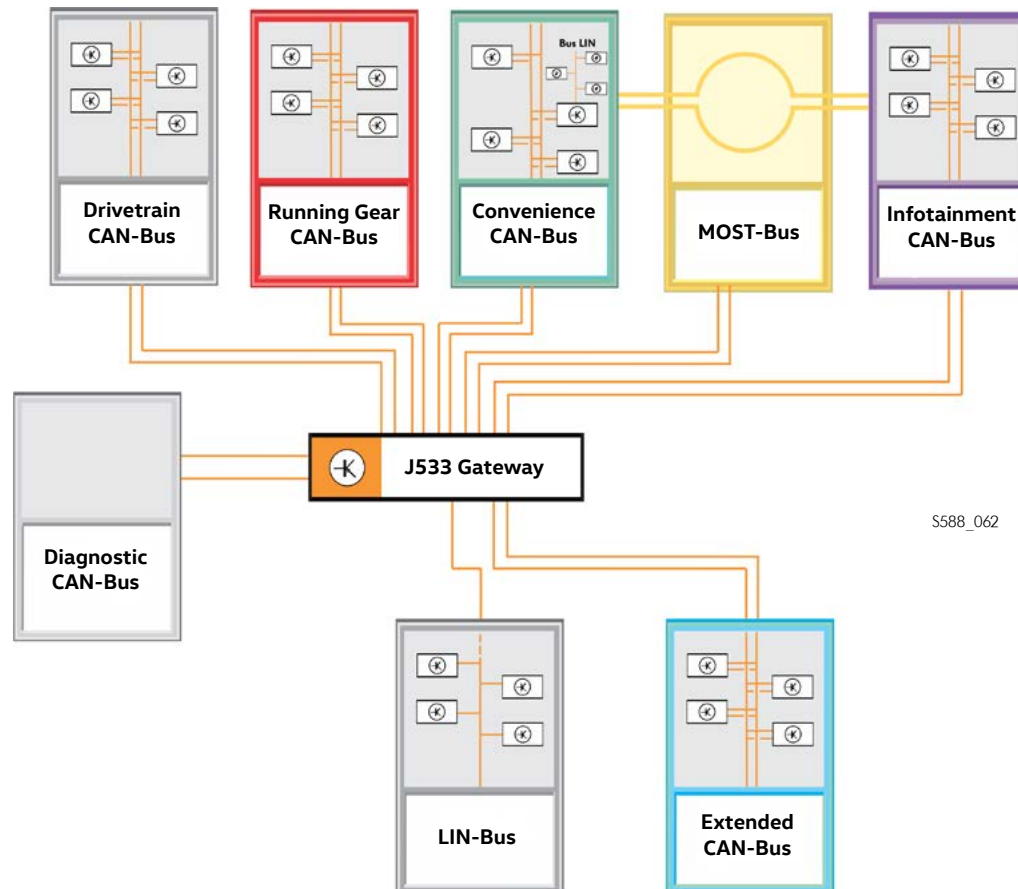 Bus LIN
Drivetrain
CAN-Bus
Running Gear
CAN-Bus
Convenience
CAN-Bus
MOST-Bus
Infotainment
CAN-Bus
J533 Gateway
S588_062
Diagnostic
CAN-Bus
LIN-Bus
Extended
CAN-Bus